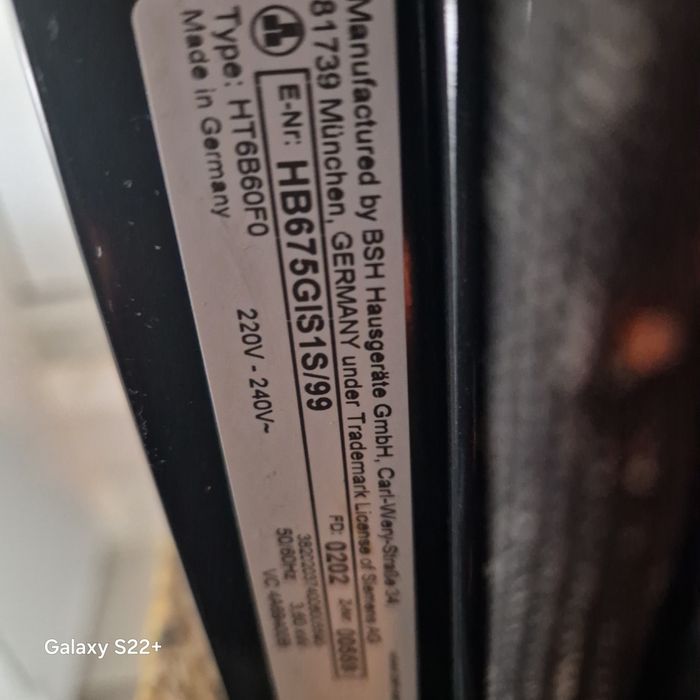 Manufactured by BSH Hausgeräte GmbH, Carl-Wery-Straße 34
81739 München, GERMANY under Trademark License of Siemens AG
E-Nr: HB675GIS1S/99
FD: 0202
Type: HT6B60F0
220V - 240V~
50/60Hz
Made in Germany
Galaxy S22+